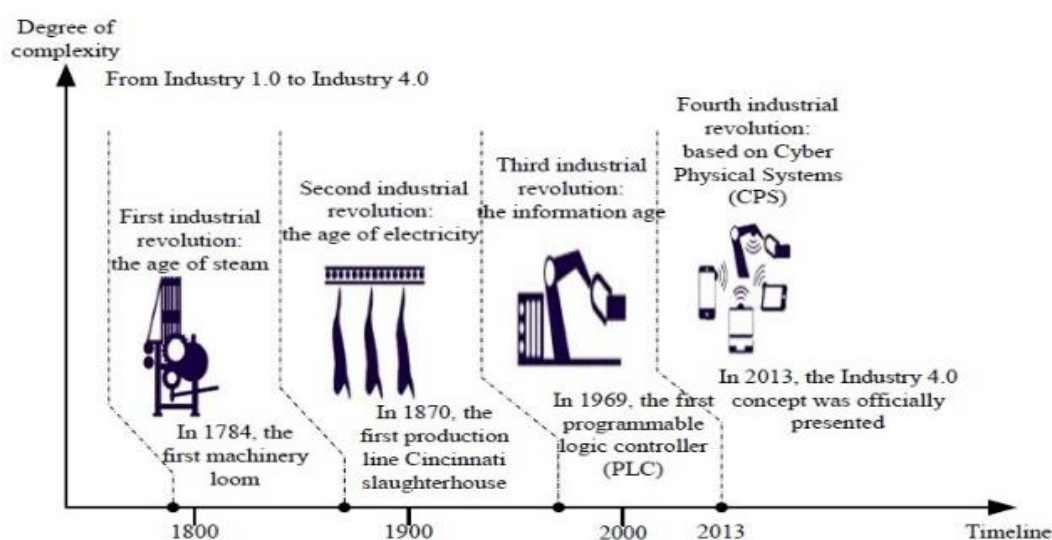 Degree of
complexity
From Industry 1.0 to Industry 4.0
First industrial
revolution:
the age of steam
In 1784, the
first machinery
loom
Second industrial
revolution:
the age of electricity
In 1870, the
first production
line Cincinnati
slaughterhouse
Third industrial
revolution:
the information age
In 1969, the first
programmable
logic controller
(PLC)
Fourth industrial
revolution:
based on Cyber
Physical Systems
(CPS)
In 2013, the Industry 4.0
concept was officially
presented
1800
1900
2000
2013
Timeline